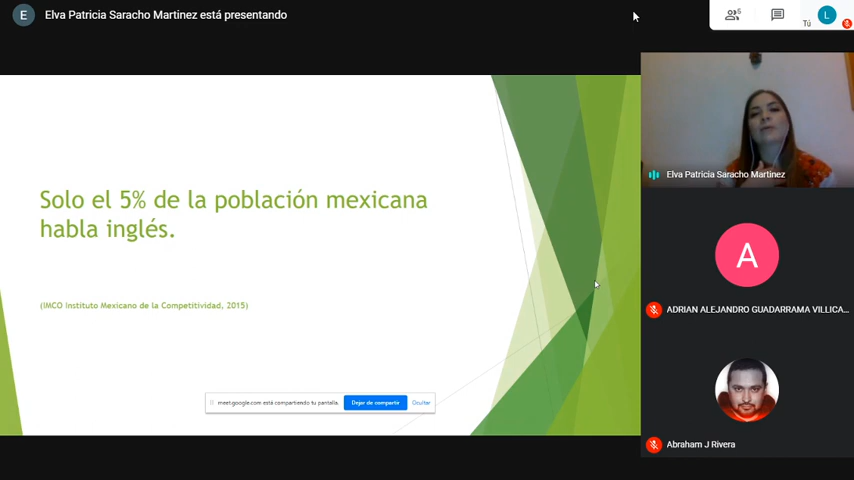 E
Elva Patricia Saracho Martinez está presentando
6
Tú
L
Solo el 5% de la población mexicana
habla inglés.
(IMCO Instituto Mexicano de la Competitividad, 2015)
meet.google.com está compartiendo tu pantalla.
Dejar de compartir
Ocultar
Elva Patricia Saracho Martinez
A
ADRIAN ALEJANDRO GUADARRAMA VILLICA...
Abraham J Rivera